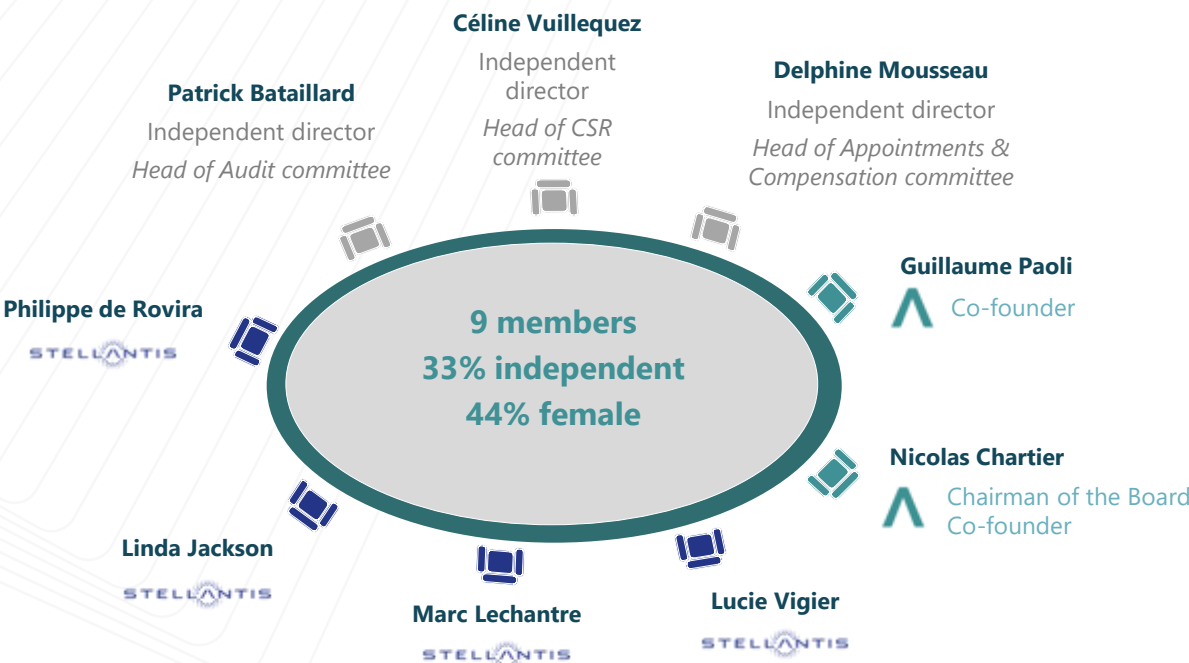 Céline Vuillequez
Independent
director
Head of CSR
committee
Patrick Bataillard
Independent director
Head of Audit committee
Delphine Mousseau
Independent director
Head of Appointments &
Compensation committee
Guillaume Paoli
Co-founder
Philippe de Rovira
STELLANTIS
9 members
33% independent
44% female
Nicolas Chartier
Chairman of the Board
Co-founder
Linda Jackson
STELLANTIS
Marc Lechantre
STELLANTIS
Lucie Vigier
STELLANTIS